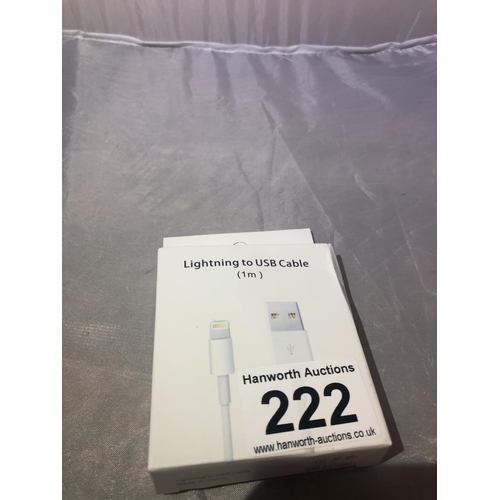 Lightning to USB Cable
(1m)
Hanworth Auctions
222
www.hanworth-auctions.co.uk